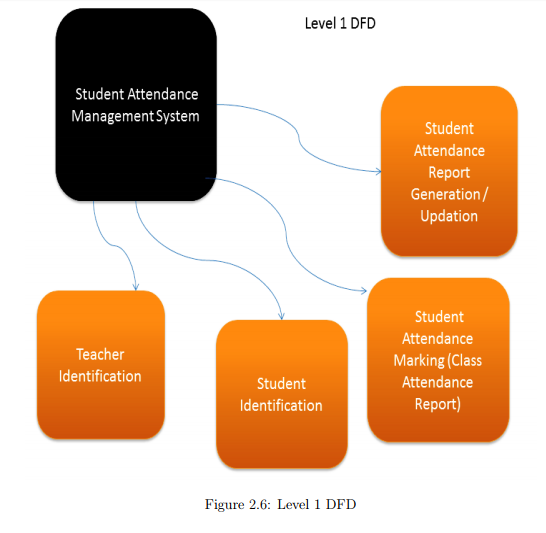 Level 1 DFD
Student Attendance
Management System
Student
Attendance
Report
Generation /
Updation
Student
Attendance
Marking (Class
Attendance
Report)
Teacher
Identification
Student
Identification
Figure 2.6: Level 1 DFD